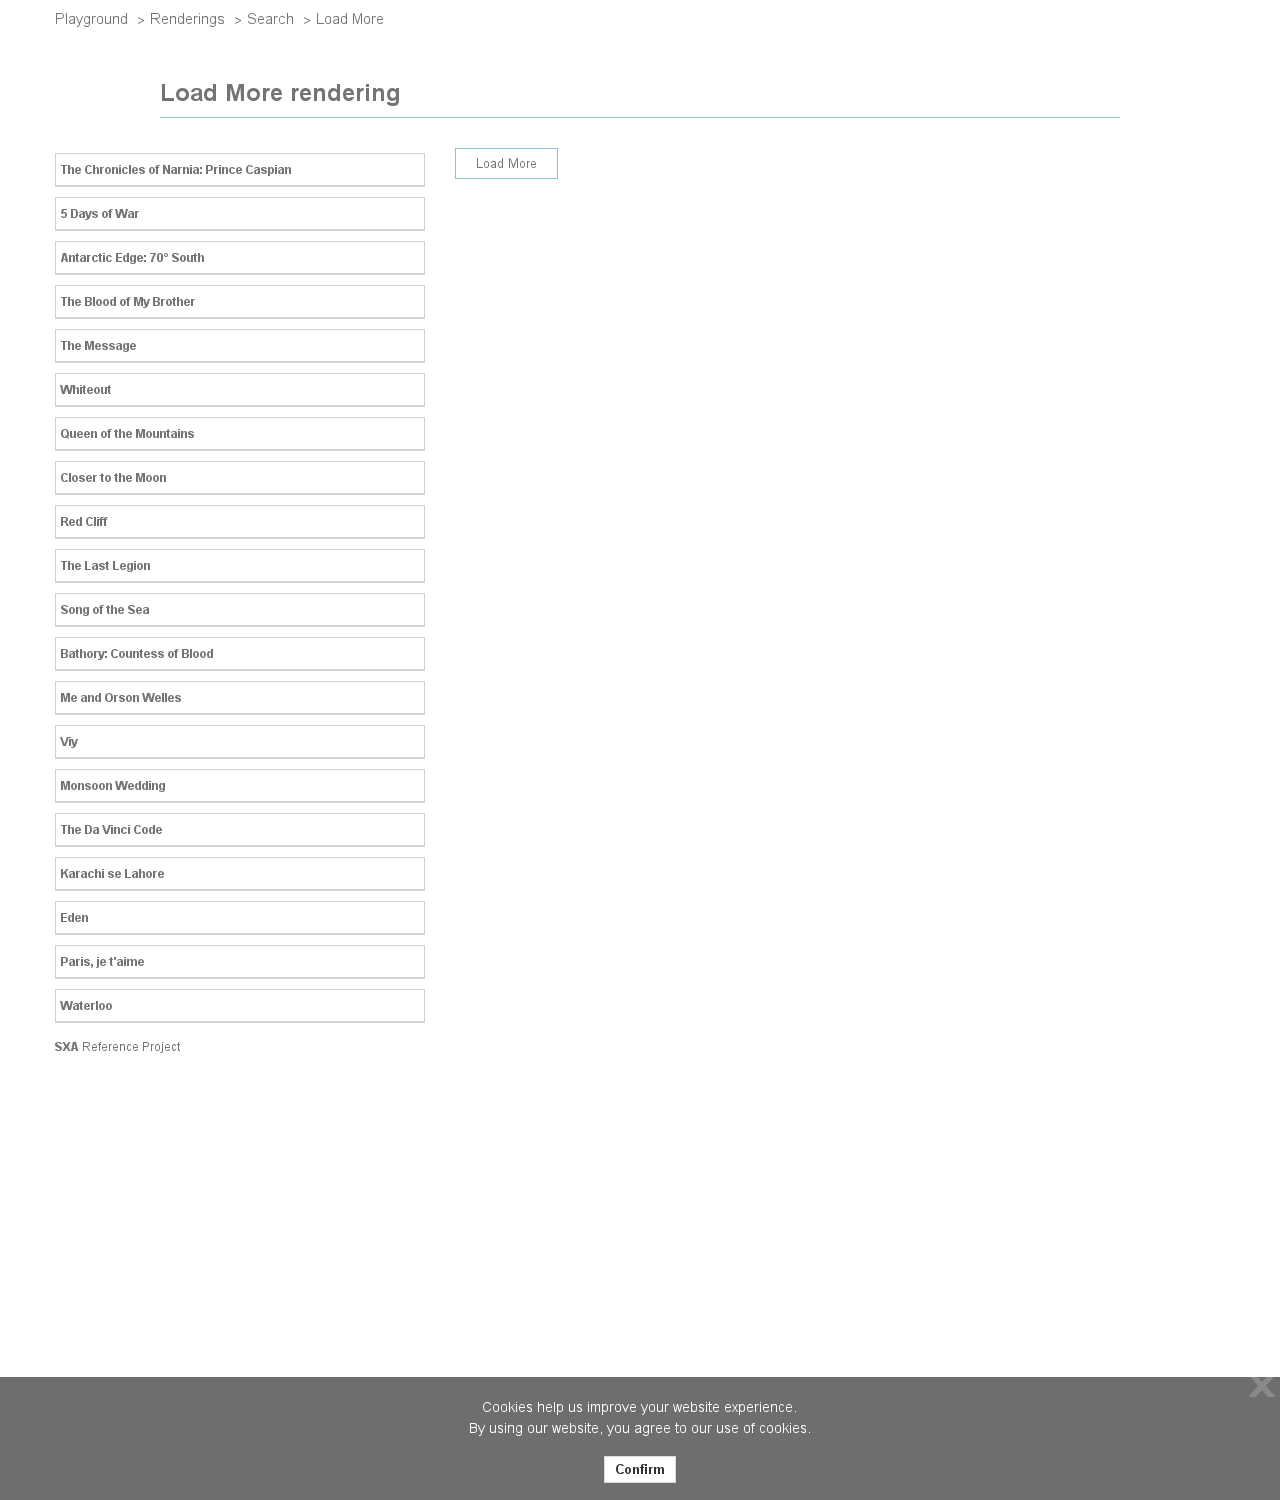 Playground > Renderings > Search > Load More
Load More rendering
The Chronicles of Narnia: Prince Caspian
Load More
5 Days of War
Antarctic Edge: 70° South
The Blood of My Brother
The Message
Whiteout
Queen of the Mountains
Closer to the Moon
Red Cliff
The Last Legion
Song of the Sea
Bathory: Countess of Blood
Me and Orson Welles
Viy
Monsoon Wedding
The Da Vinci Code
Karachi se Lahore
Eden
Paris, je t'aime
Waterloo
SXA Reference Project
X
Cookies help us improve your website experience.
By using our website, you agree to our use of cookies.
Confirm